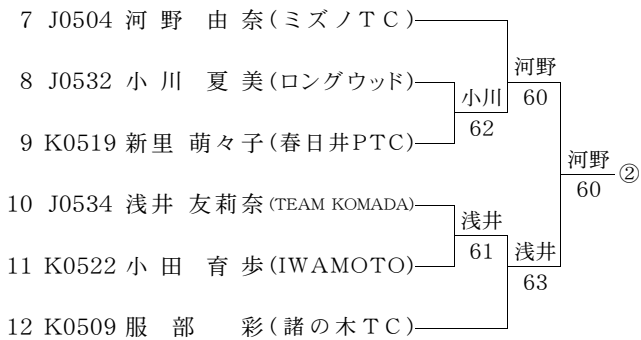 7 J0504 河野 由奈(ミズノTC)
河野
8 J0532 小川 夏美(ロングウッド)
小川
60
62
9 K0519 新里 萌々子(春日井PTC)
河野
②
60
10 J0534 浅井 友莉奈(TEAM KOMADA)
浅井
61
浅井
11 K0522 小田 育歩(IWAMOTO)
63
12 K0509 服部 彩(諸の木TC)